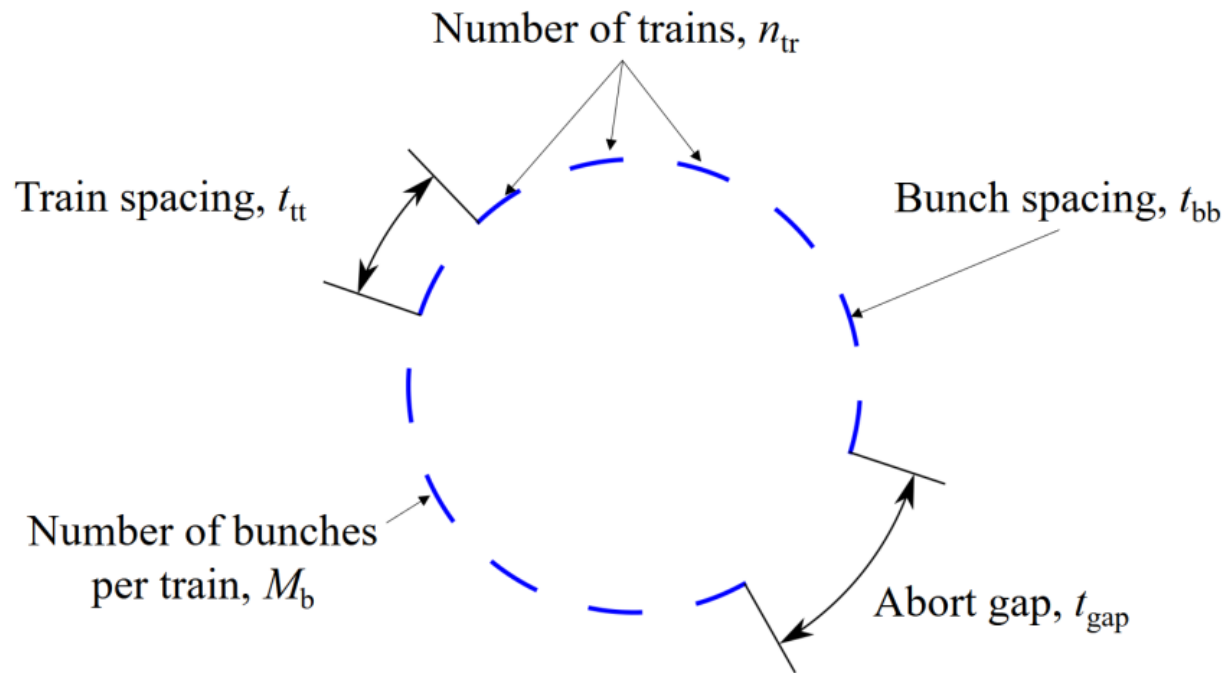 Number of trains, n_tr
Train spacing, t_tt
Bunch spacing, t_bb
Number of bunches
per train, M_b
Abort gap, t_gap